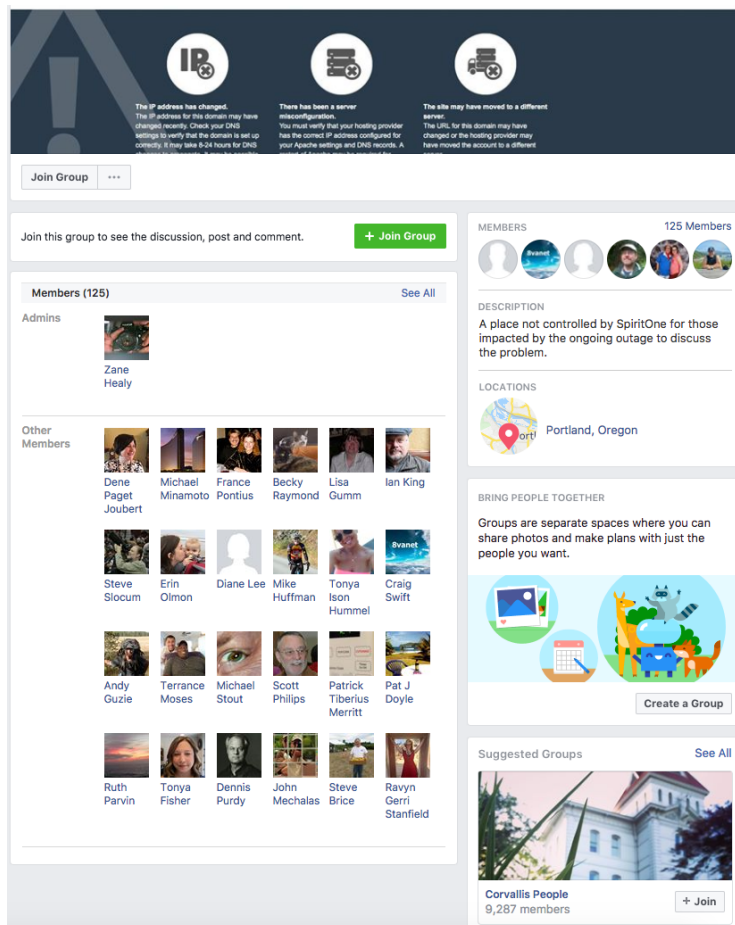 IP
The IP address has changed.
The IP address for this domain may have
changed recently. Check your DNS
settings to verify that the domain is set up
correctly. It may take 8-24 hours for DNS
There has been a server
misconfiguration.
You must verify that your hosting provider
has the correct IP address configured for
your Apache settings and DNS records. A
The site may have moved to a different
server.
The URL for this domain may have
changed or the hosting provider may
have moved the account to a different
Join Group
Join this group to see the discussion, post and comment.
+ Join Group
Members (125)
See All
Admins
Zane
Healy
Other
Members
Dene
Paget
Joubert
Michael
Minamoto
France
Pontius
Becky
Raymond
Lisa
Gumm
Ian King
Steve
Slocum
Erin
Olmon
Diane Lee
Mike
Huffman
Tonya
Ison
Hummel
8vanet
Craig
Swift
Andy
Guzie
Terrance
Moses
Michael
Stout
Scott
Philips
Patrick
Tiberius
Merritt
Pat J
Doyle
Ruth
Parvin
Tonya
Fisher
Dennis
Purdy
John
Mechalas
Steve
Brice
Ravyn
Gerri
Stanfield
MEMBERS
125 Members
8vanet
DESCRIPTION
A place not controlled by SpiritOne for those
impacted by the ongoing outage to discuss
the problem.
LOCATIONS
Portland, Oregon
BRING PEOPLE TOGETHER
Groups are separate spaces where you can
share photos and make plans with just the
people you want.
Create a Group
Suggested Groups
See All
Corvallis People
9,287 members
+ Join